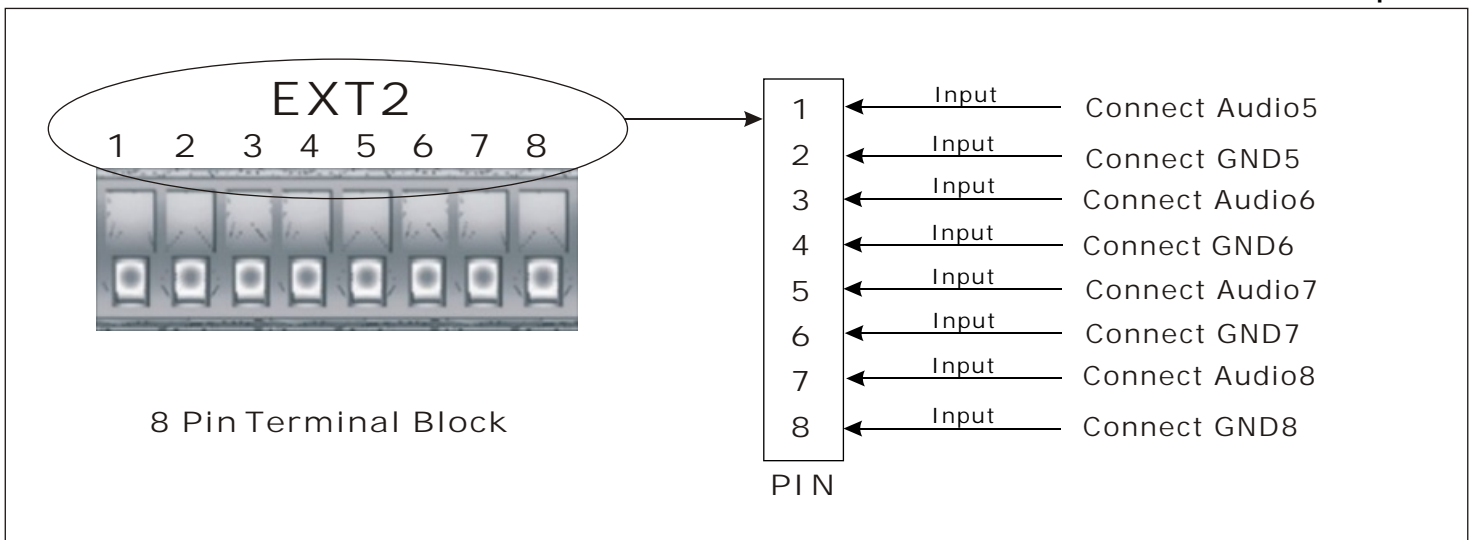 EXT2
1 2 3 4 5 6 7 8
8 Pin Terminal Block
1 Input Connect Audio5
2 Input Connect GND5
3 Input Connect Audio6
4 Input Connect GND6
5 Input Connect Audio7
6 Input Connect GND7
7 Input Connect Audio8
8 Input Connect GND8
PIN